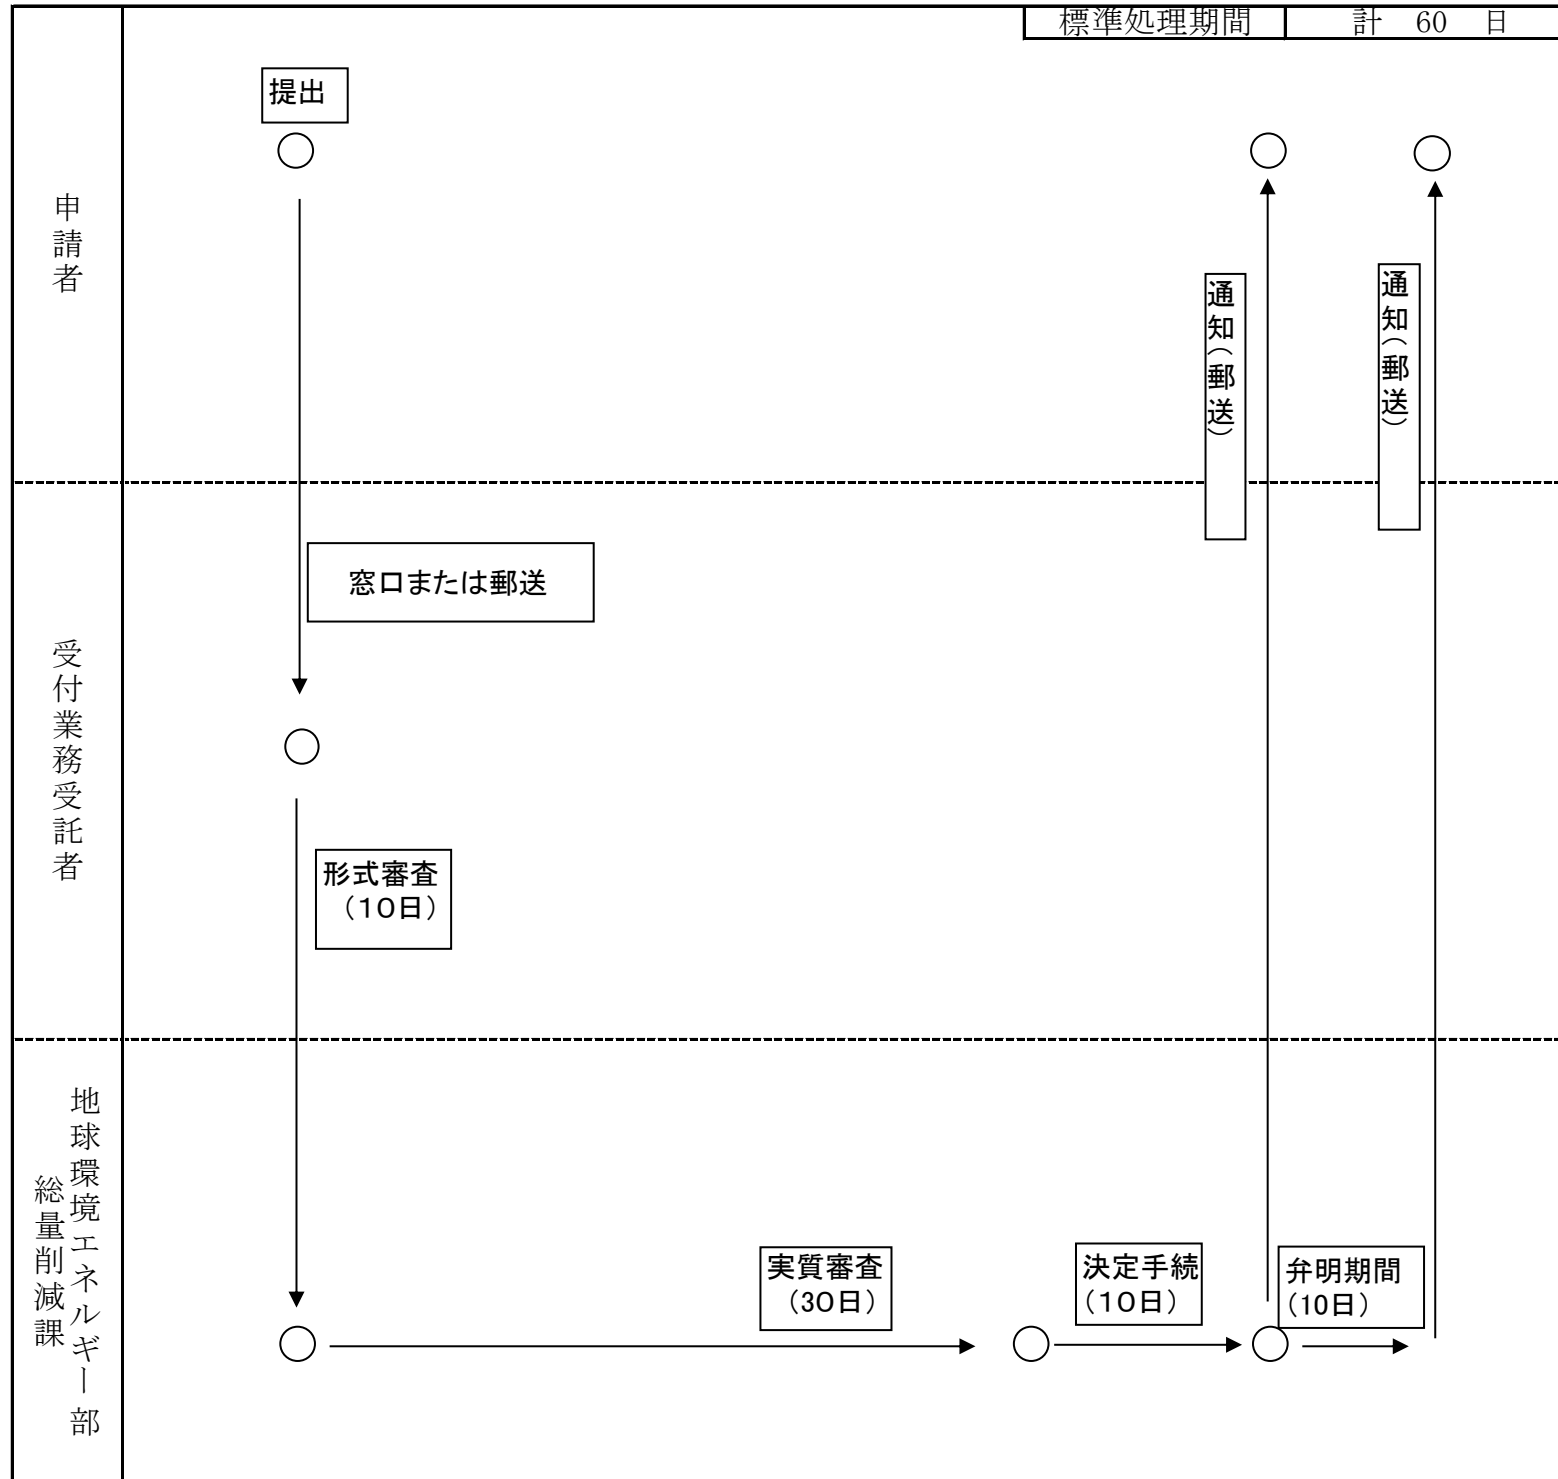 標準処理期間 計 60 日
提出
申請者
通知(郵送)
通知(郵送)
窓口または郵送
受付業務受託者
形式審査
(10日)
地球環境エネルギー部
総量削減課
実質審査
(30日)
決定手続
(10日)
弁明期間
(10日)